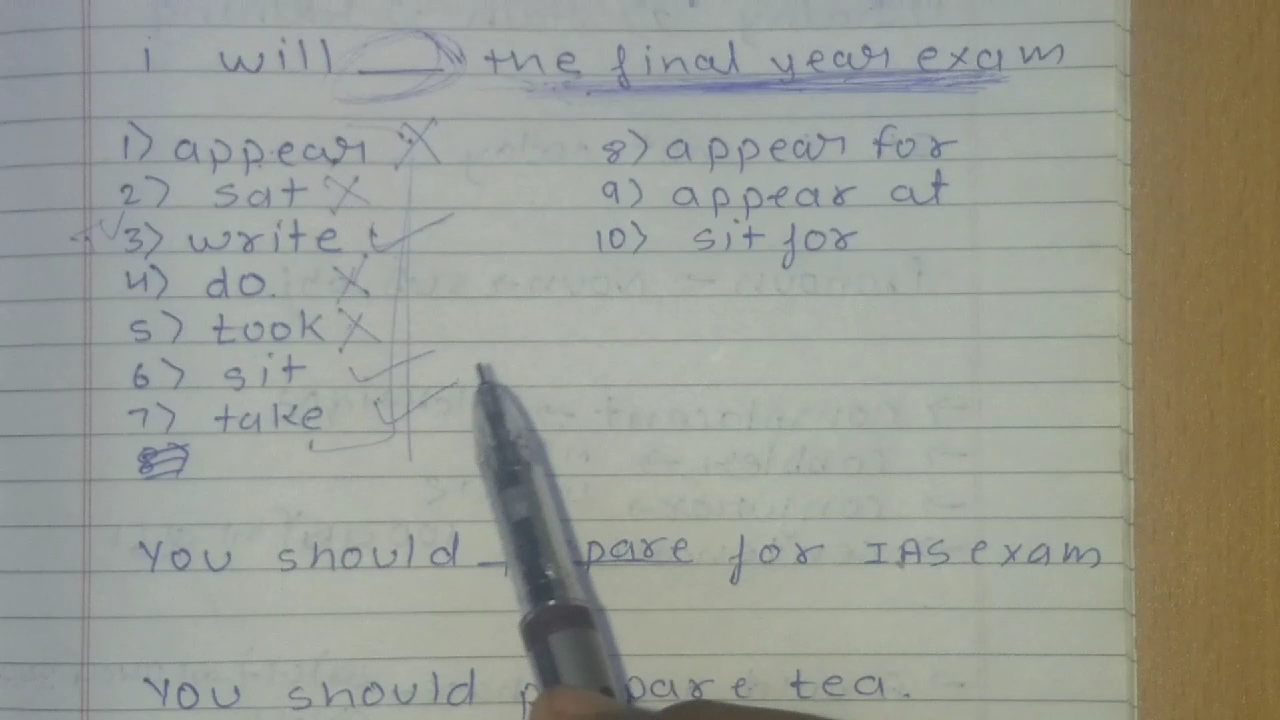 i will ___ the final year exam
1) appear X
2) sat X
3) write ✓
4) do. X
5) took X
6) sit ✓
7) take ✓
8) appear for
9) appear at
10) sit for
You should pare for IAS exam
You should tea.